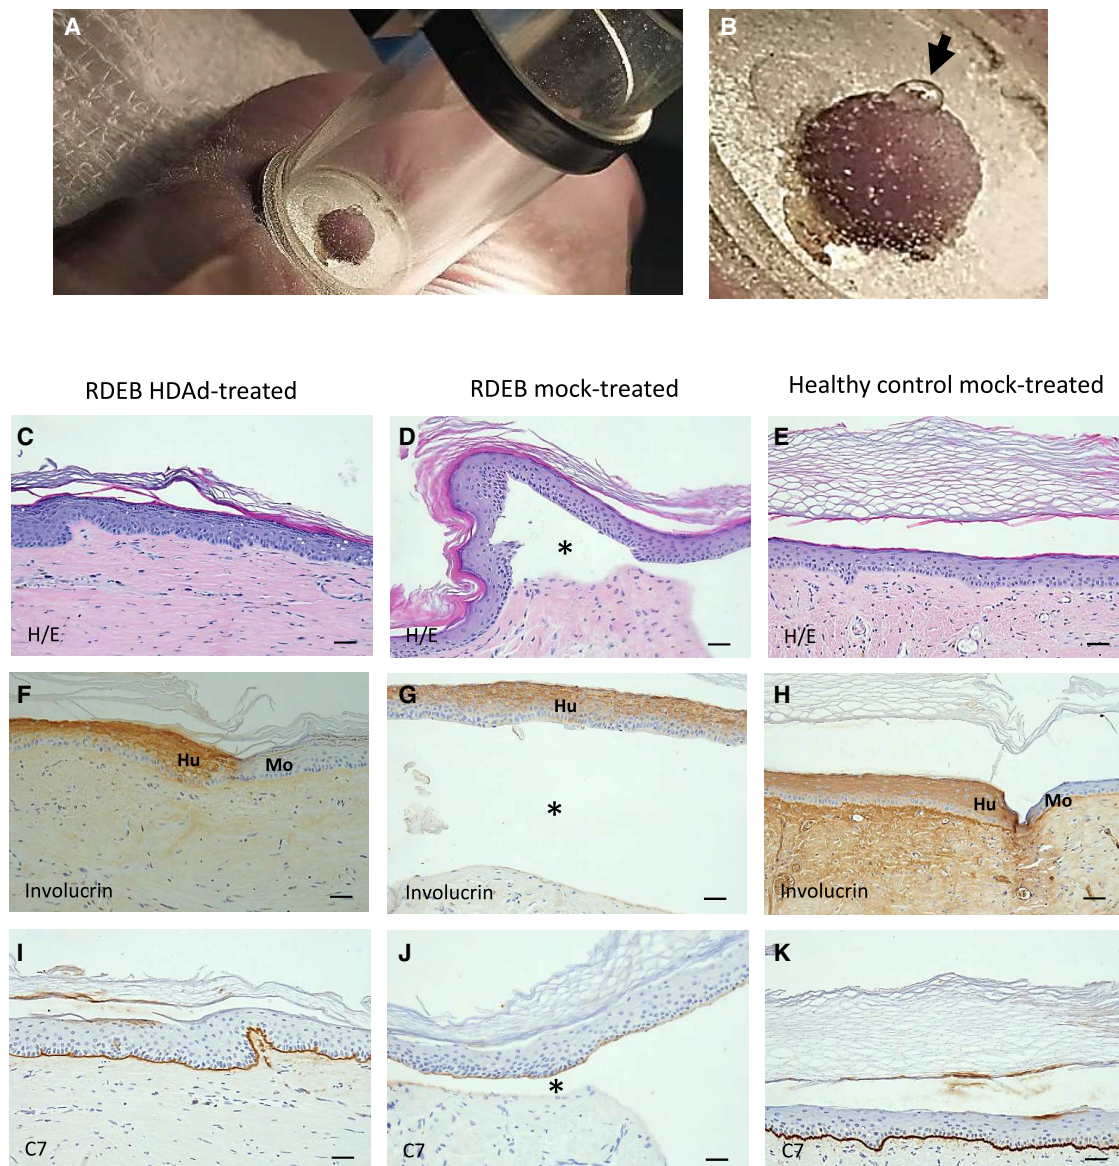 A
B
RDEB HDAd-treated
RDEB mock-treated
Healthy control mock-treated
C
D
E
*
H/E
H/E
H/E
F
G
H
Hu
Mo
Hu
Hu
Mo
*
Involucrin
Involucrin
Involucrin
I
J
K
*
C7
C7
C7